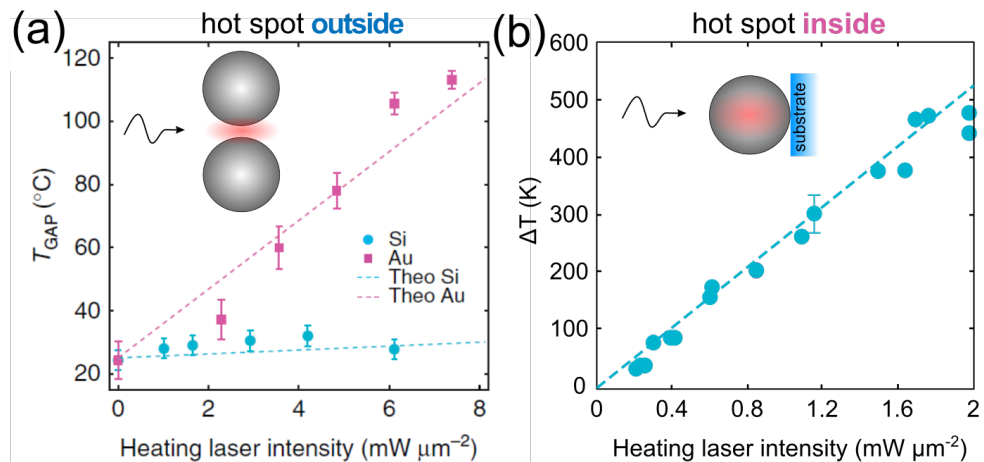 (a) hot spot outside
120
100
80
60
40
20
T_GAP (°C)
Si
Au
Theo Si
Theo Au
0 2 4 6 8
Heating laser intensity (mW μm⁻²)
(b) hot spot inside
600
500
400
300
200
100
0
ΔT (K)
substrate
0 0.4 0.8 1.2 1.6 2
Heating laser intensity (mW μm⁻²)